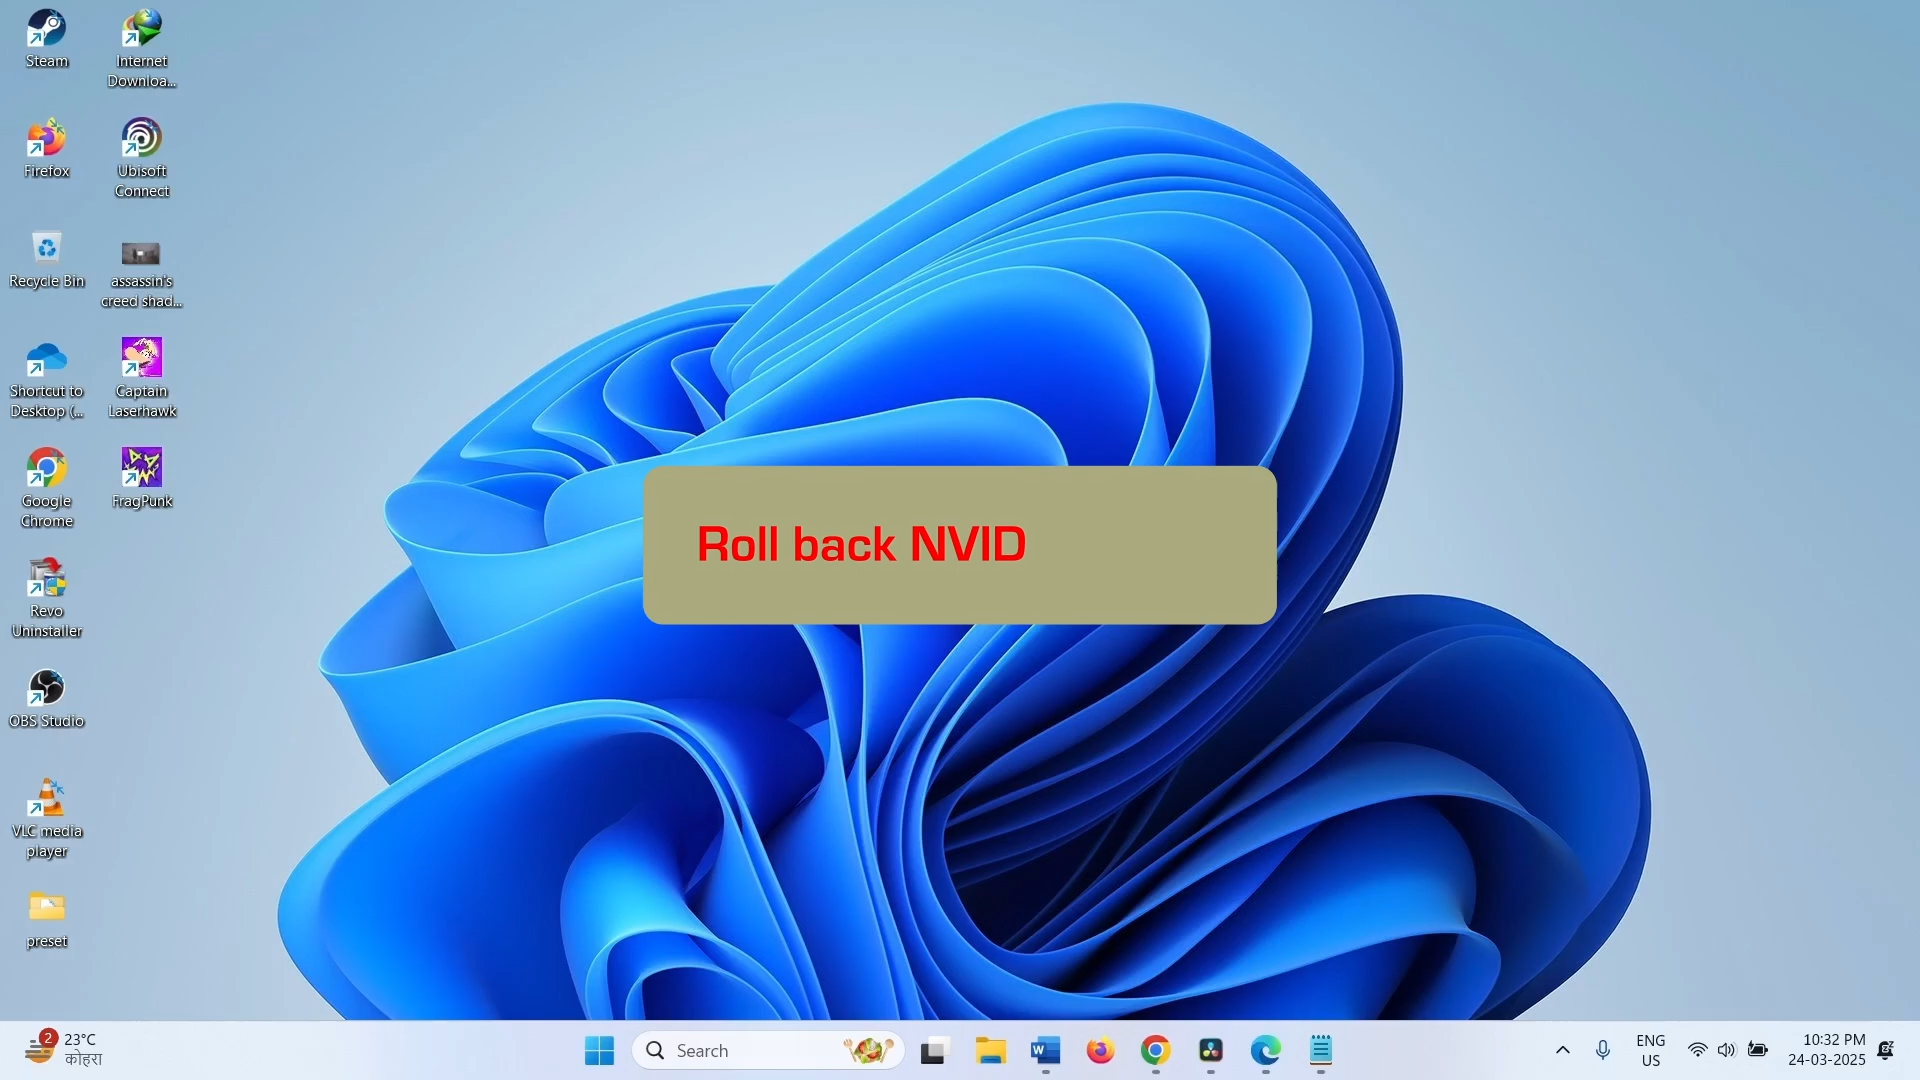 Steam
Internet
Downloa...
Firefox
Ubisoft
Connect
Recycle Bin
assassin's
creed shad...
Shortcut to
Desktop (...
Captain
Laserhawk
Google
Chrome
FragPunk
Revo
Uninstaller
OBS Studio
VLC media
player
preset
Roll back NVID
2
23°C
कोहरा
Search
W
ENG
US
10:32 PM
24-03-2025